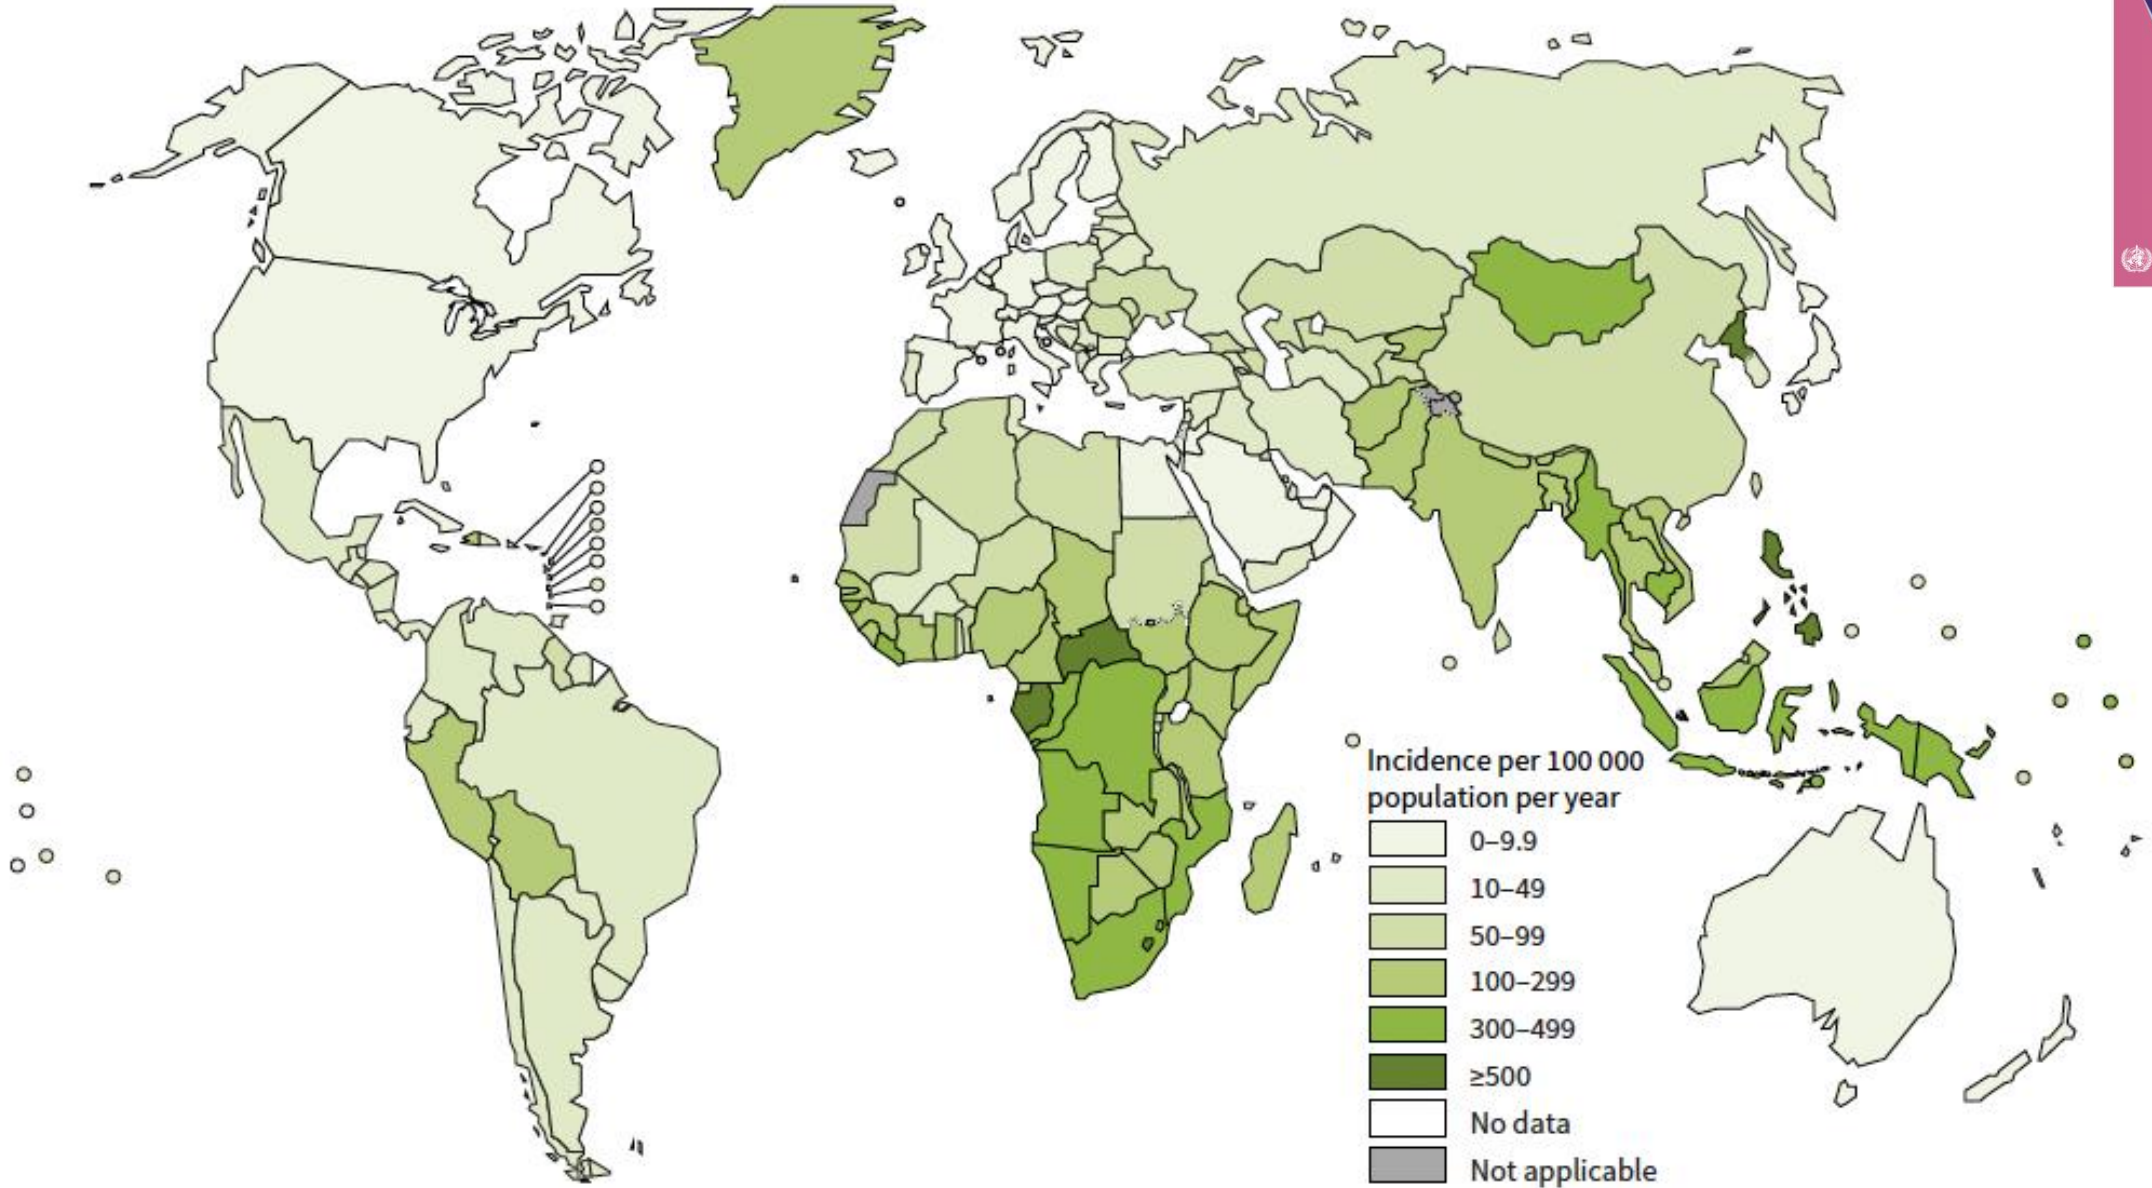 Incidence per 100 000
population per year
0–9.9
10–49
50–99
100–299
300–499
≥500
No data
Not applicable